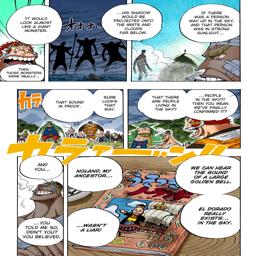 IF THERE
WAS A PERSON
WAY UP IN THE
SKY, AND THAT
PERSON WAS IN
STRONG
SUNLIGHT...
...HIS SHADOW
WOULD BE
PROJECTED ONTO
THE MISTS AND
CLOUDS
FAR BELOW.
IT WOULD
LOOK ALMOST
LIKE A
GIANT
MONSTER.
THEN
THOSE MONSTERS
WERE REALLY...
PEOPLE
IN THE SKY?!
THEN YOU
MEAN WE'VE
FINALLY
CONFIRMED IT?
THAT THERE
ARE PEOPLE
LIVING
IN THE SKY?
SURE
LOOKS
THAT
WAY.
THAT
SOUND IS
PROOF.
WE CAN HEAR
THE SOUND
OF A LARGE
GOLDEN BELL.
EL DORADO
REALLY
EXISTS...
...IN THE SKY.
NOLAND, MY
ANCESTOR...
...WASN'T
A LIAR!
AND
YOU...
...YOU
TOLD ME SO,
DIDN'T YOU?
YOU BELIEVED.